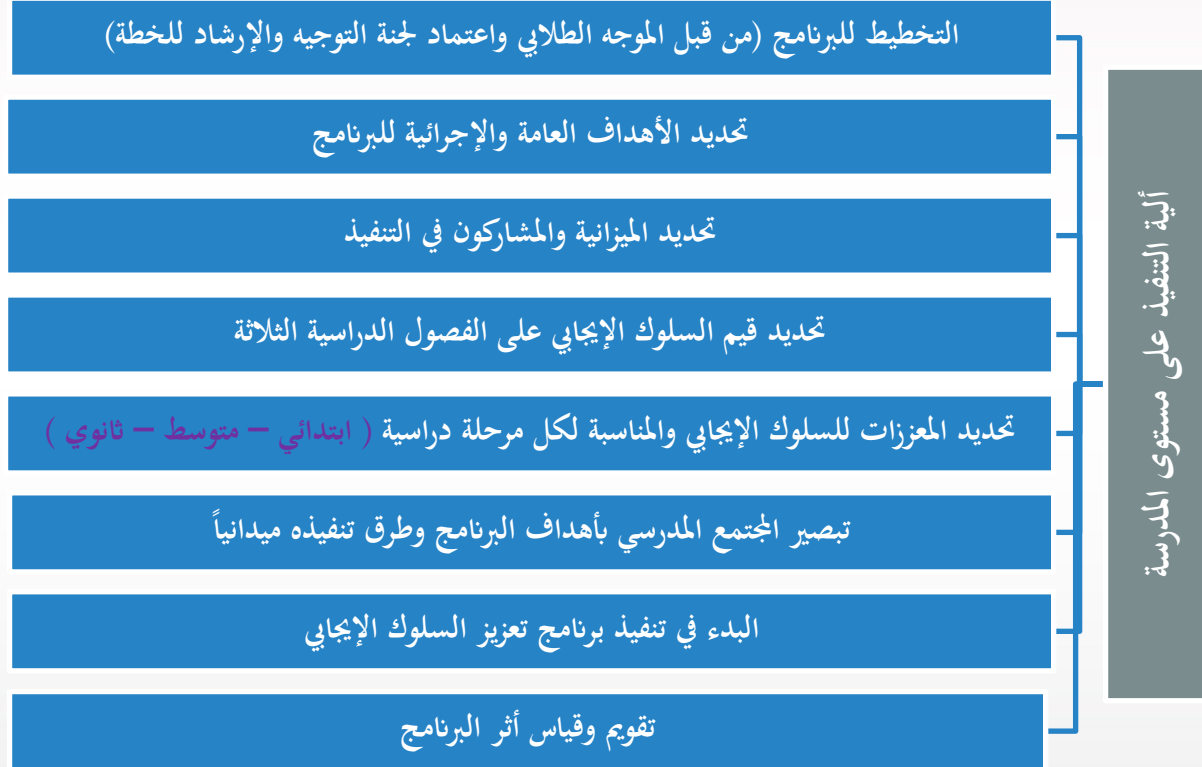 ألية التنفيذ على مستوى المدرسة
التخطيط للبرنامج (من قبل الموجه الطلابي واعتماد لجنة التوجيه والإرشاد للخطة)
تحديد الأهداف العامة والإجرائية للبرنامج
تحديد الميزانية والمشاركون في التنفيذ
تحديد قيم السلوك الإيجابي على الفصول الدراسية الثلاثة
تحديد المعززات للسلوك الإيجابي والمناسبة لكل مرحلة دراسية ( ابتدائي – متوسط – ثانوي )
تبصير المجتمع المدرسي بأهداف البرنامج وطرق تنفيذه ميدانياً
البدء في تنفيذ برنامج تعزيز السلوك الإيجابي
تقويم وقياس أثر البرنامج